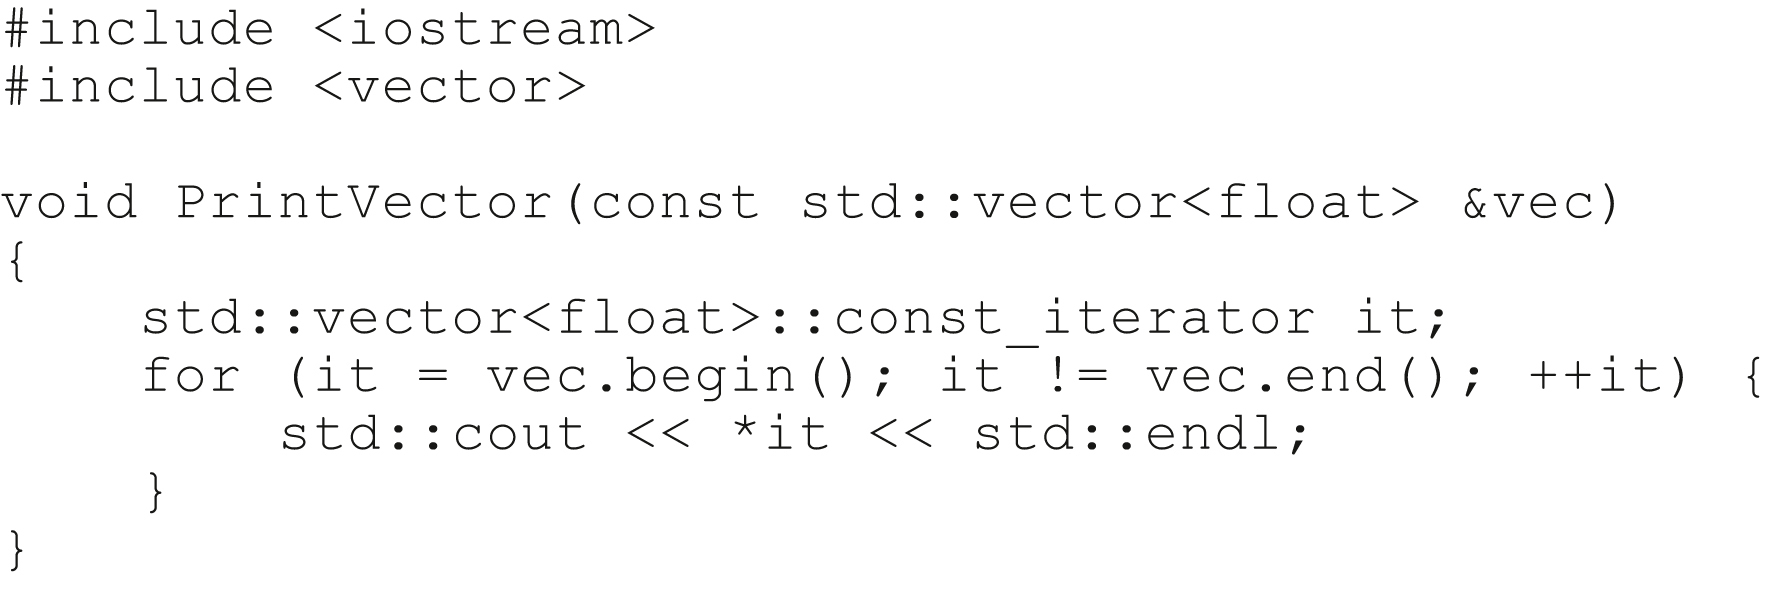 #include <iostream>
#include <vector>

void PrintVector(const std::vector<float> &vec)
{
    std::vector<float>::const_iterator it;
    for (it = vec.begin(); it != vec.end(); ++it) {
        std::cout << *it << std::endl;
    }
}